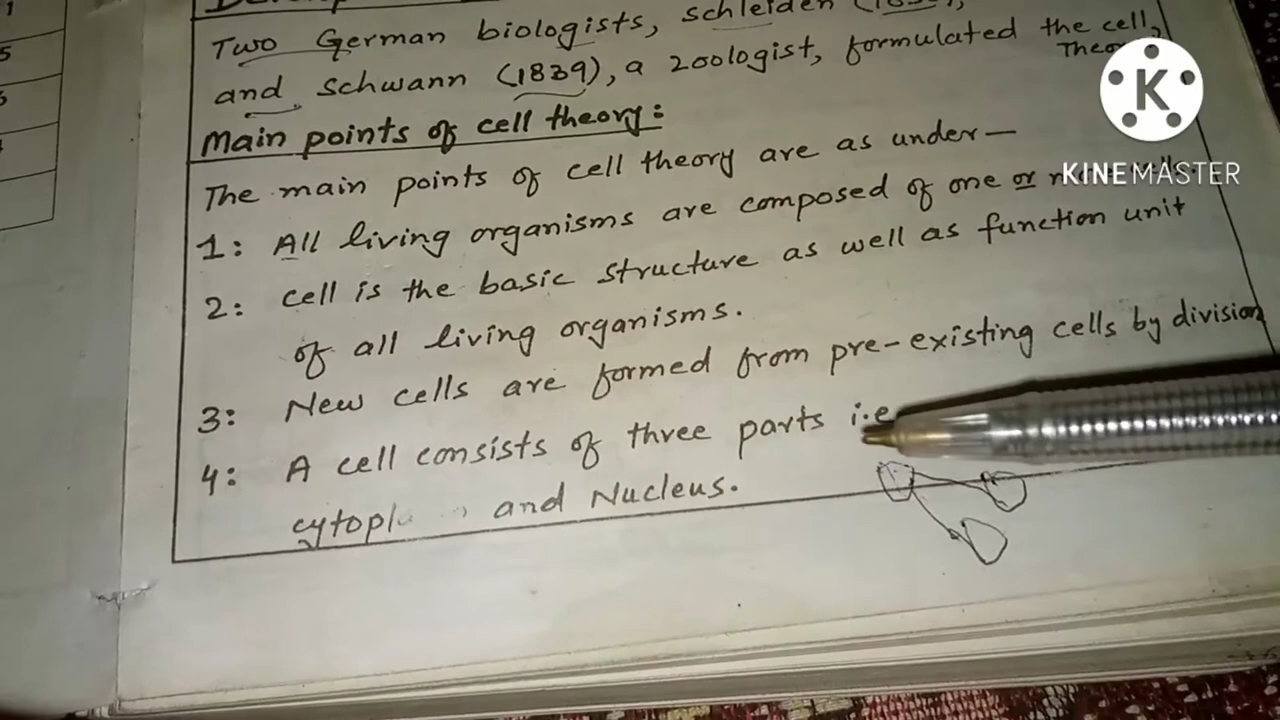 Two German biologists, schleiden
and Schwann (1839), a zoologist, formulated the cell
Main points of cell theory:
The main points of cell theory are as under—
1: All living organisms are composed of one or
2: cell is the basic structure as well as function unit
of all living organisms.
3: New cells are formed from pre-existing cells by division
4: A cell consists of three parts i.e
and Nucleus.
K
KINEMASTER
1
5